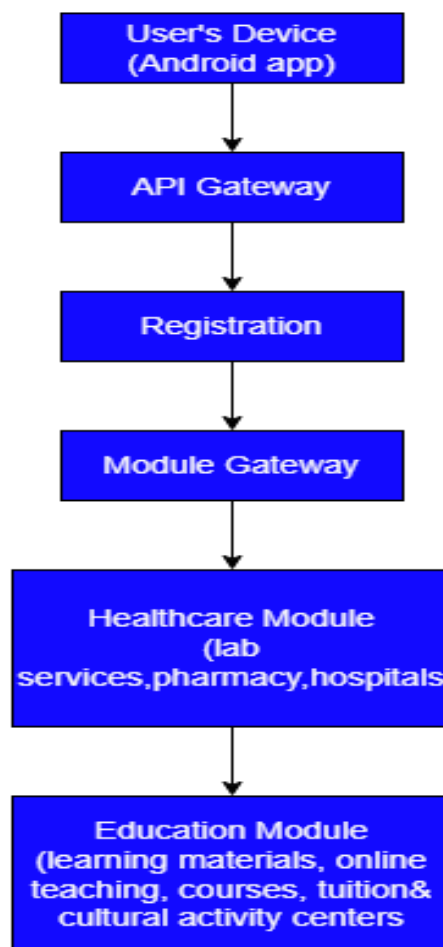 User's Device
(Android app)
API Gateway
Registration
Module Gateway
Healthcare Module
(lab
services,pharmacy,hospitals
Education Module
(learning materials, online
teaching, courses, tuition&
cultural activity centers